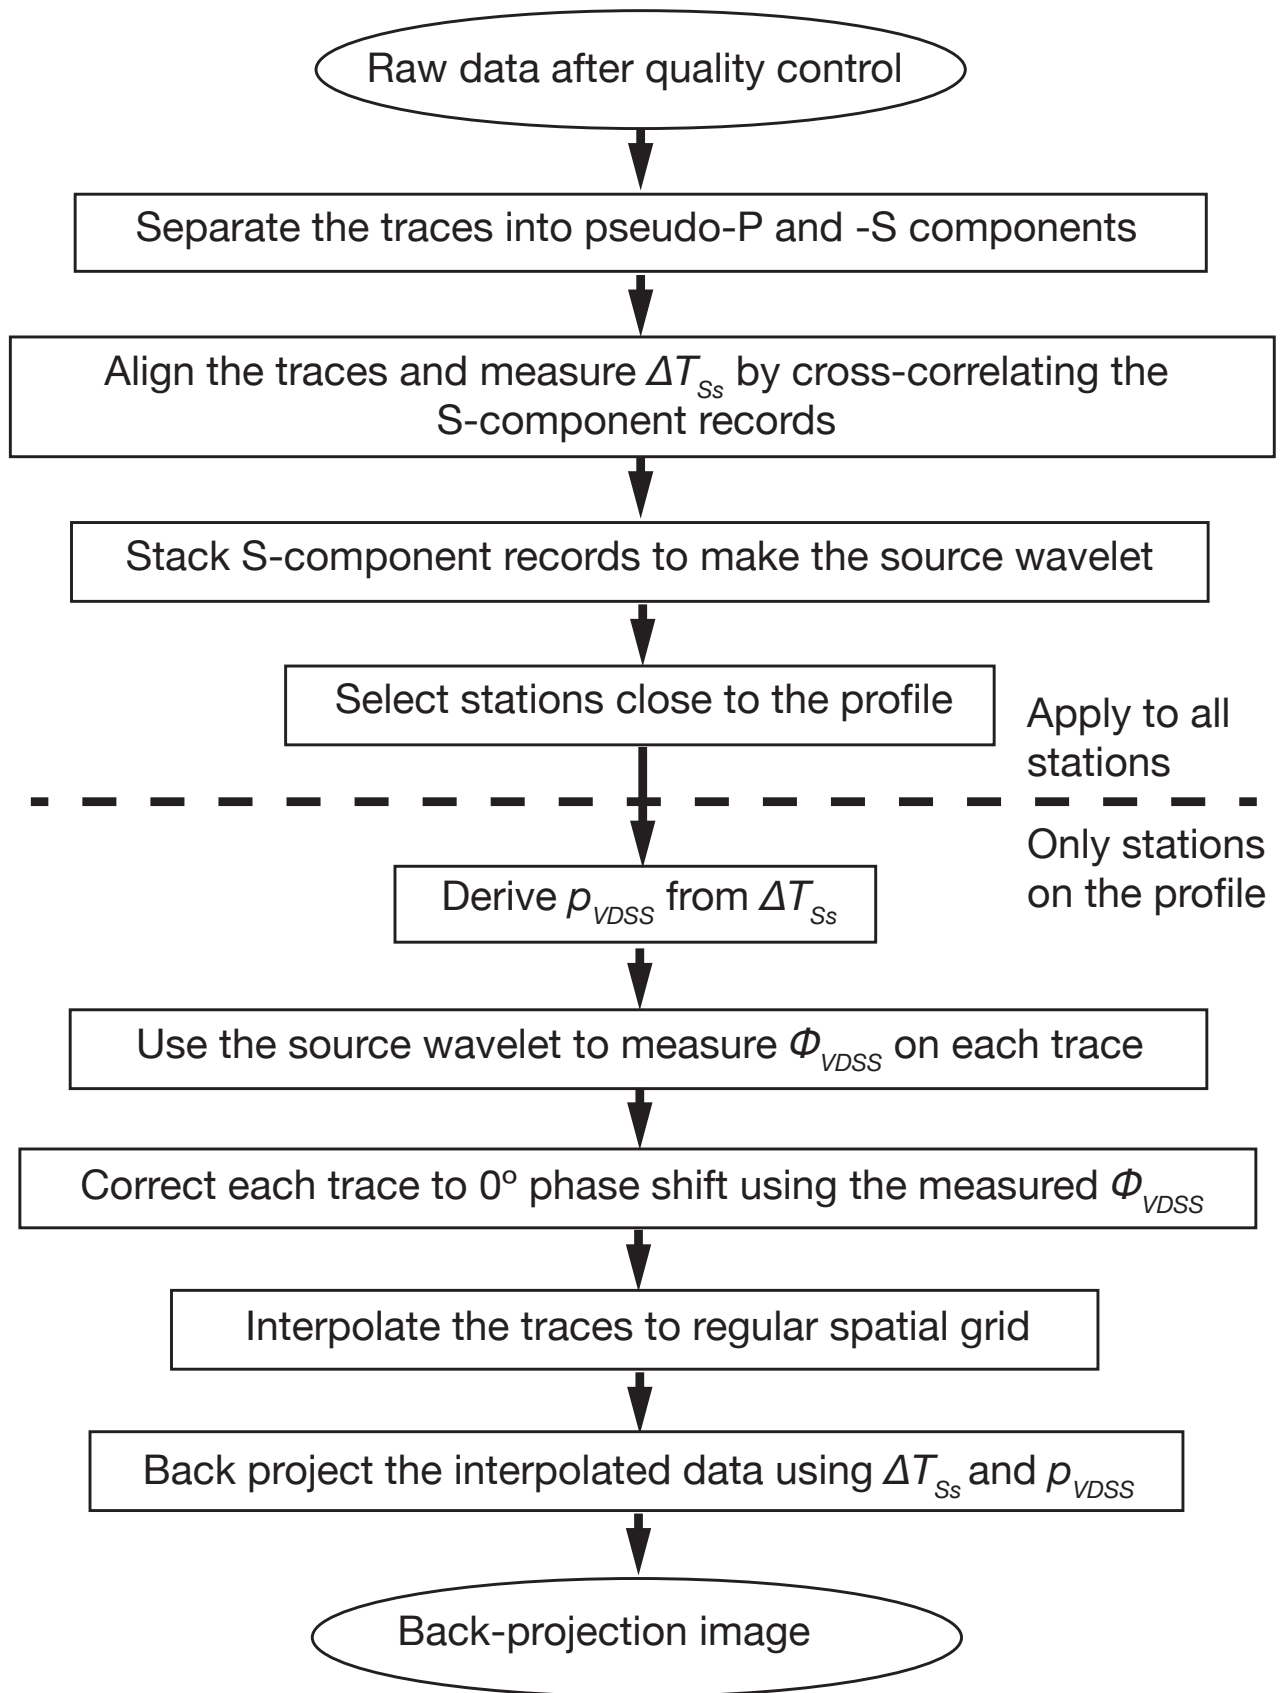 Raw data after quality control
Separate the traces into pseudo-P and -S components
Align the traces and measure ΔT_Ss by cross-correlating the
S-component records
Stack S-component records to make the source wavelet
Select stations close to the profile
Apply to all
stations
Only stations
on the profile
Derive p_VDSS from ΔT_Ss
Use the source wavelet to measure Φ_VDSS on each trace
Correct each trace to 0º phase shift using the measured Φ_VDSS
Interpolate the traces to regular spatial grid
Back project the interpolated data using ΔT_Ss and p_VDSS
Back-projection image